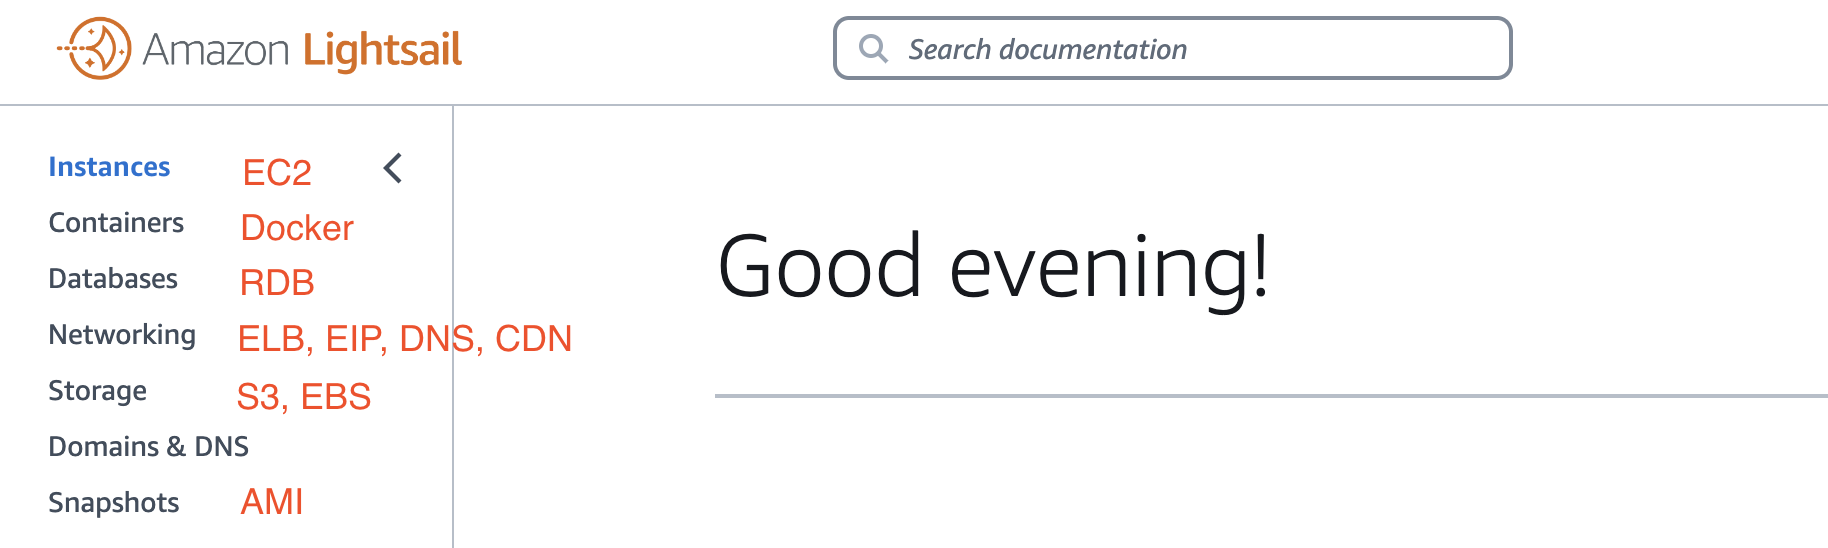 Amazon Lightsail
Search documentation
Instances EC2
Containers Docker
Databases RDB
Networking ELB, EIP, DNS, CDN
Storage S3, EBS
Domains & DNS
Snapshots AMI
Good evening!